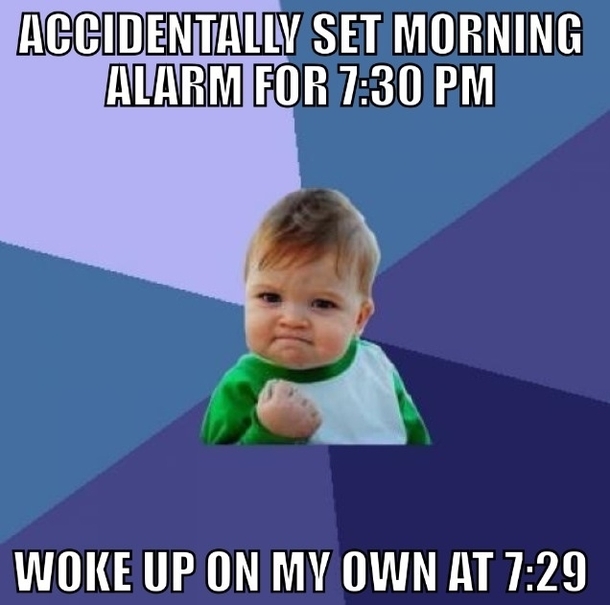 ACCIDENTALLY SET MORNING
ALARM FOR 7:30 PM
WOKE UP ON MY OWN AT 7:29